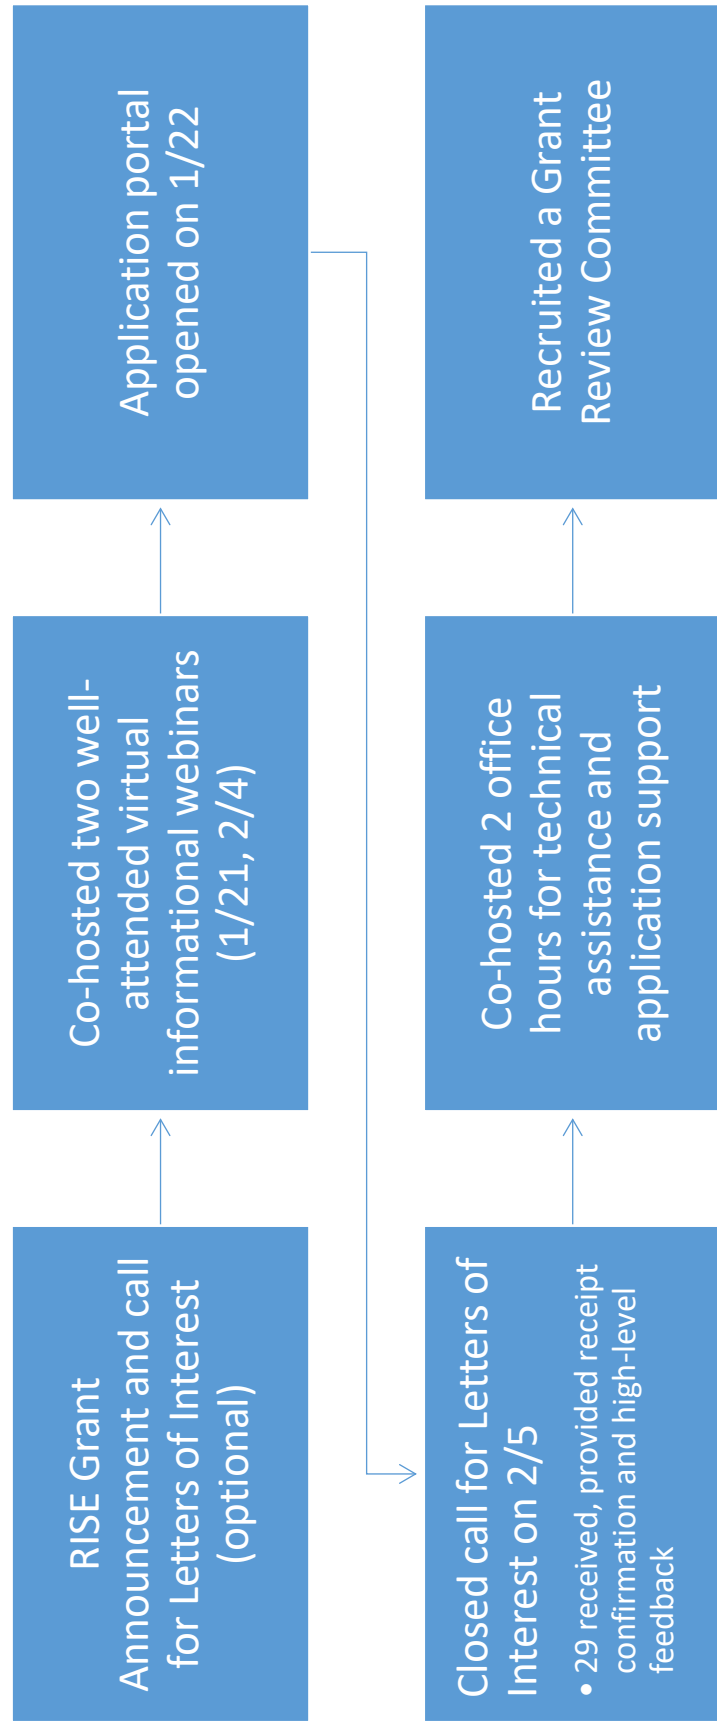 RISE Grant
Announcement and call
for Letters of Interest
(optional)
Co-hosted two well-
attended virtual
informational webinars
(1/21, 2/4)
Application portal
opened on 1/22
Closed call for Letters of
Interest on 2/5
• 29 received, provided receipt
confirmation and high-level
feedback
Co-hosted 2 office
hours for technical
assistance and
application support
Recruited a Grant
Review Committee